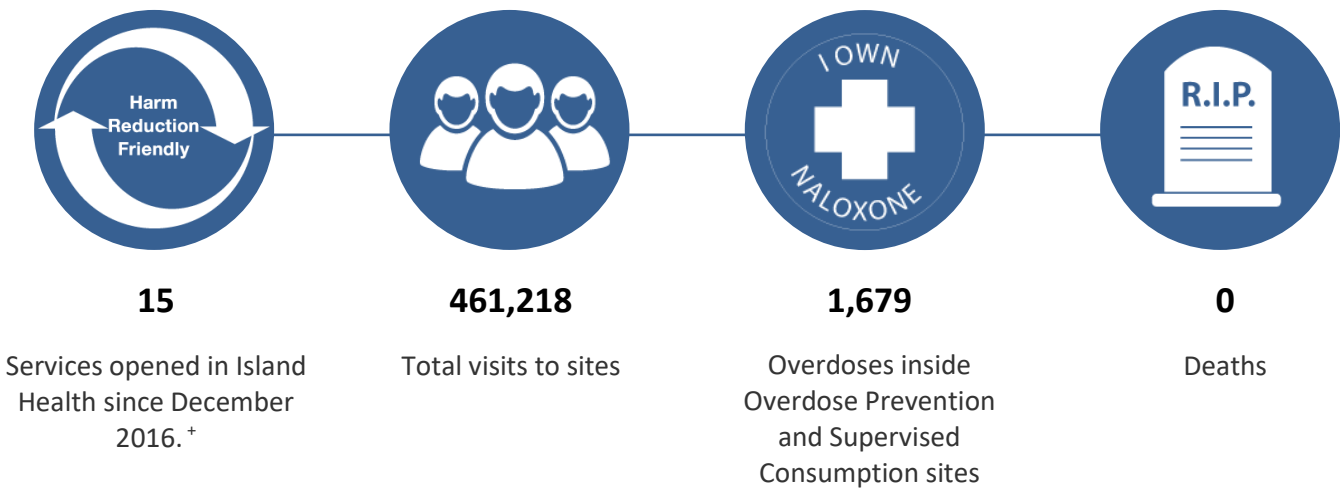 Harm
Reduction
Friendly
I OWN
NALOXONE
R.I.P.
15
461,218
1,679
0
Services opened in Island
Health since December
2016. +
Total visits to sites
Overdoses inside
Overdose Prevention
and Supervised
Consumption sites
Deaths